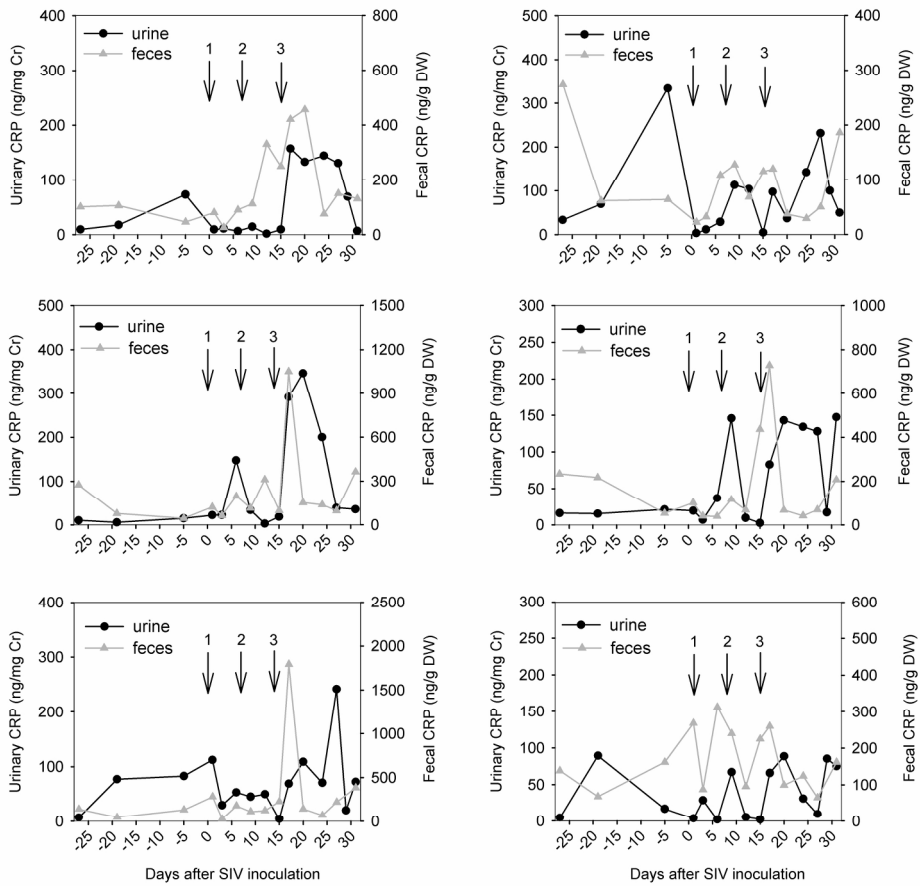 400 800 400
urine 500 urine
feces 1 2 3 feces 1 2 3
300 600 400 300
Urinary CRP (ng/mg Cr) Fecal CRP (ng/g DW) Urinary CRP (ng/mg Cr) Fecal CRP (ng/g DW)
200 400 300 200
200
100 200 100 100
0 0 0 0
-25 -20 -15 -10 -5 0 5 10 15 20 25 30 -25 -20 -15 -10 -5 0 5 10 15 20 25 30
500 1500 300 1000
urine urine
feces 1 2 3 feces 1 2 3
400 1200 250 800
Urinary CRP (ng/mg Cr) Fecal CRP (ng/g DW) Urinary CRP (ng/mg Cr) Fecal CRP (ng/g DW)
300 900 200 600
200 600 150 400
100 300 100 200
50
0 0 0 0
-25 -20 -15 -10 -5 0 5 10 15 20 25 30 -25 -20 -15 -10 -5 0 5 10 15 20 25 30
400 2500 300 600
urine urine
feces 1 2 3 feces 1 2 3
300 2000 250 500
Urinary CRP (ng/mg Cr) Fecal CRP (ng/g DW) Urinary CRP (ng/mg Cr) Fecal CRP (ng/g DW)
200 1500 200 400
1000 150 300
100 500 100 200
50 100
0 0 0 0
-25 -20 -15 -10 -5 0 5 10 15 20 25 30 -25 -20 -15 -10 -5 0 5 10 15 20 25 30
Days after SIV inoculation Days after SIV inoculation